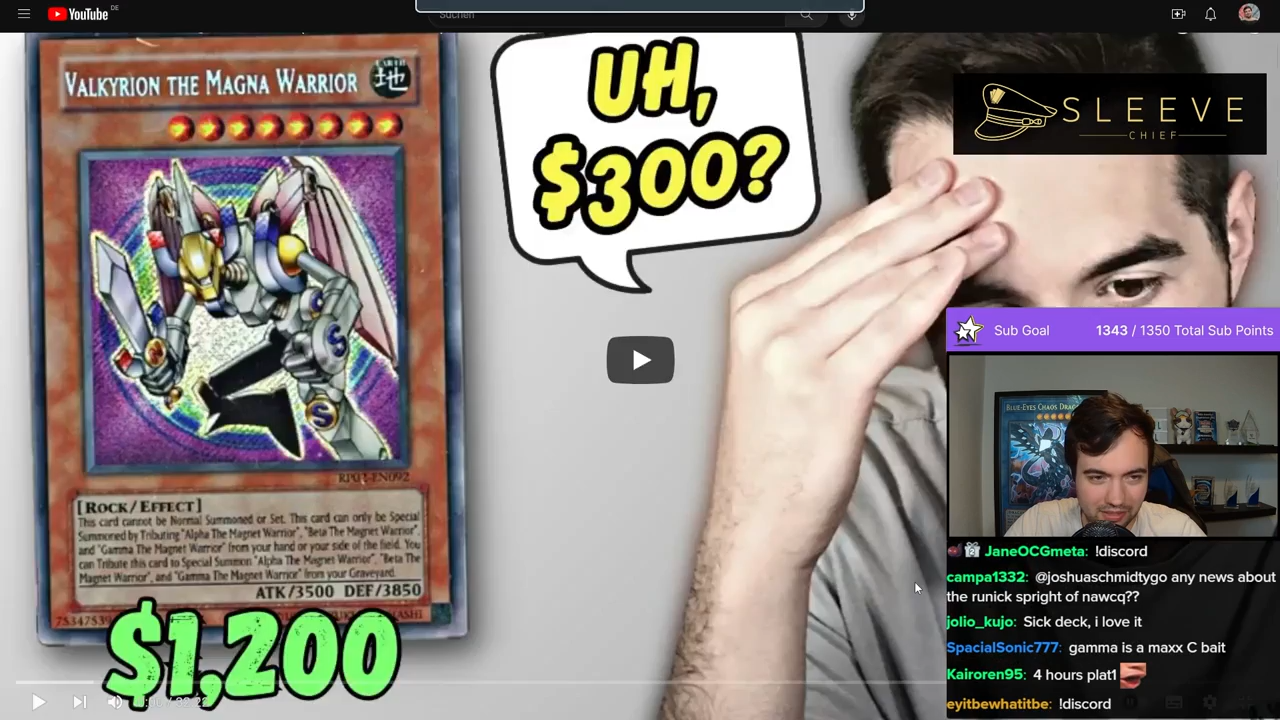 YouTube DE
Suchen
VALKYRION THE MAGNA WARRIOR
EARTH
地
UH,
$300?
SLEEVE
CHIEF
Sub Goal
1343 / 1350 Total Sub Points
RP02-EN092
[ROCK/EFFECT]
This card cannot be Normal Summoned or Set. This card can only be Special
Summoned by Tributing "Alpha The Magnet Warrior", "Beta The Magnet Warrior",
and "Gamma The Magnet Warrior" from your hand or your side of the field. You
can Tribute this card to Special Summon "Alpha The Magnet Warrior", "Beta The
Magnet Warrior", and "Gamma The Magnet Warrior" from your Graveyard.
ATK/3500 DEF/3850
7534753
$1,200
BLUE-EYES CHAOS DRAG
JaneOCGmeta: !discord
campa1332: @joshuaschmidtygo any news about
the runick spright of nawcq??
jolio_kujo: Sick deck, i love it
SpacialSonic777: gamma is a maxx C bait
Kairoren95: 4 hours plat1
eyitbewhatitbe: !discord